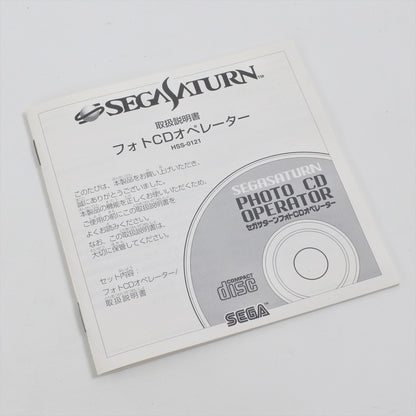 SEGASATURN™
取扱説明書
フォトCDオペレーター
HSS-0121
このたびは、本製品をお買い上げいただき、
誠にありがとうございました。
本製品の機能を正しくお使いいただくため、
ご使用の前にこの取扱説明書を
よくお読みください。
なお、この取扱説明書は、
大切に保管してください。
セット内容：
フォトCDオペレーター/
取扱説明書
SEGASATURN
PHOTO CD
OPERATOR
セガサターンフォトCDオペレーター
COMPACT
disc
SEGA